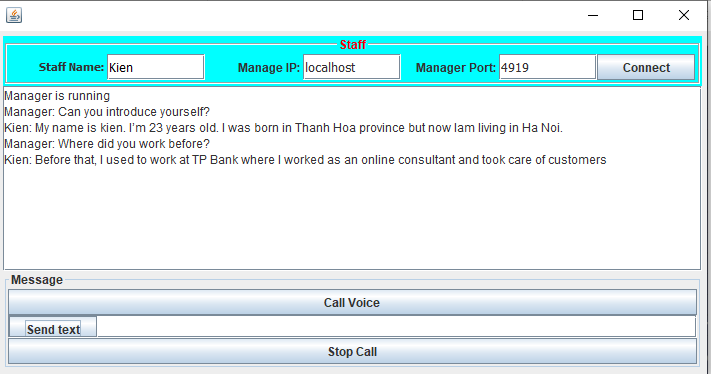 Staff
Staff Name: Kien Manage IP: localhost Manager Port: 4919 Connect
Manager is running
Manager: Can you introduce yourself?
Kien: My name is kien. I'm 23 years old. I was born in Thanh Hoa province but now Iam living in Ha Noi.
Manager: Where did you work before?
Kien: Before that, I used to work at TP Bank where I worked as an online consultant and took care of customers
Message
Call Voice
Send text
Stop Call